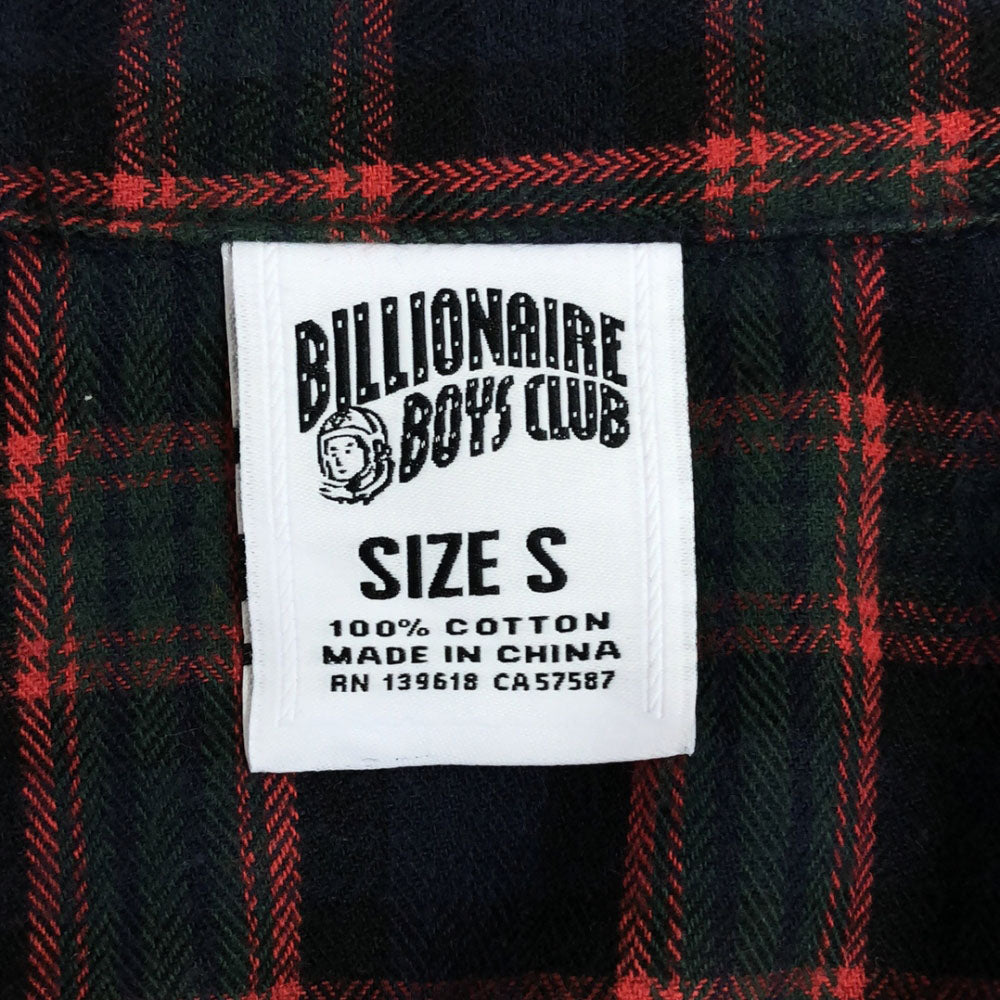 BILLIONAIRE
BOYS CLUB
SIZE S
100% COTTON
MADE IN CHINA
RN 139618 CA57587